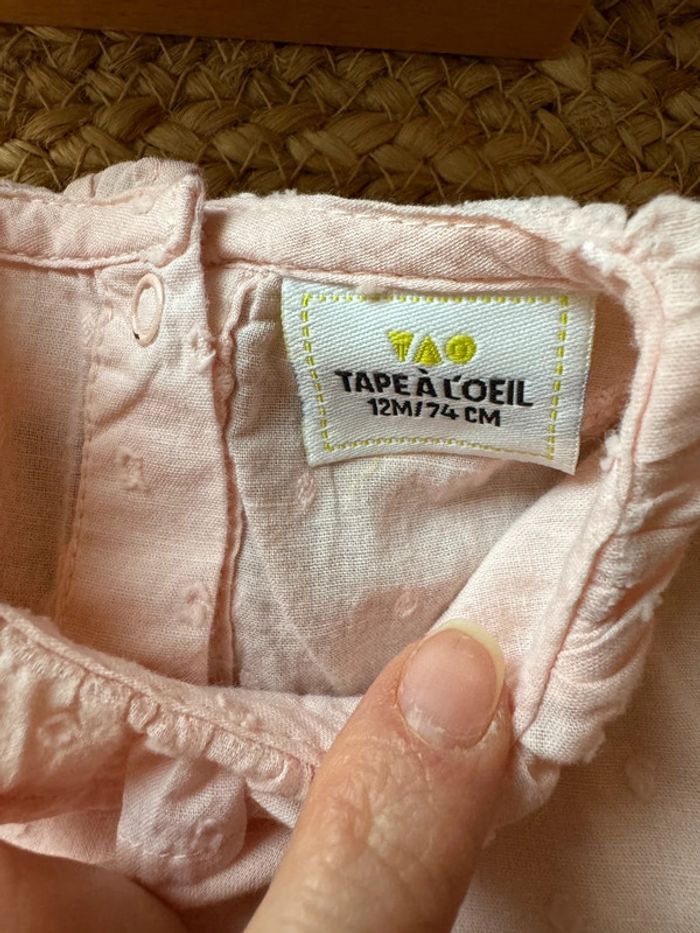 TAO
TAPE À L'OEIL
12M/74 CM